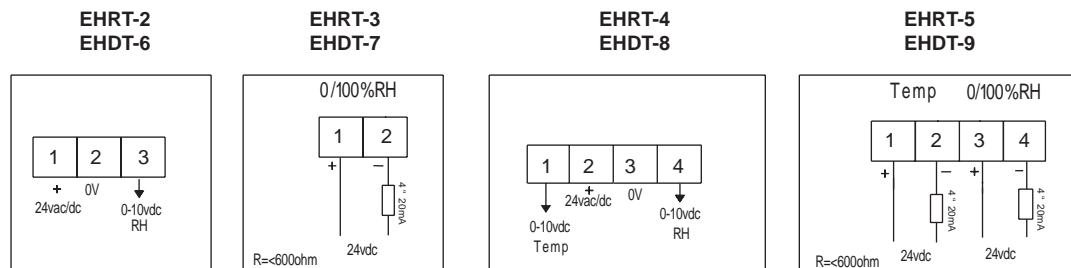 EHRT-2
EHDT-6
1 2 3
+
24vac/dc
0V
0-10vdc
RH
EHRT-3
EHDT-7
0/100%RH
1 2
+ –
4 " 20mA
24vdc
R=<600ohm
EHRT-4
EHDT-8
1 2 3 4
+
24vac/dc
0V
0-10vdc
Temp
0-10vdc
RH
EHRT-5
EHDT-9
Temp 0/100%RH
1 2 3 4
+ – + –
4 " 20mA
4 " 20mA
24vdc 24vdc
R=<600ohm